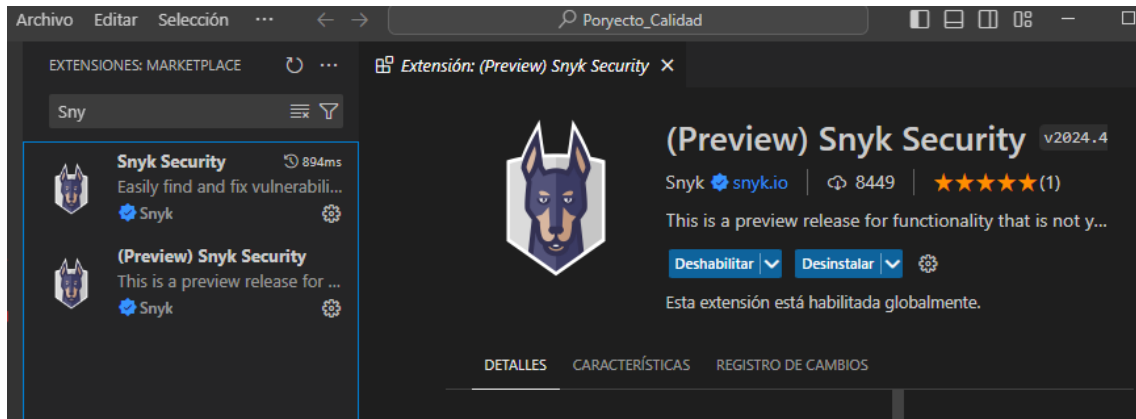 Archivo Editar Selección ... Poryecto_Calidad
EXTENSIONES: MARKETPLACE
Extensión: (Preview) Snyk Security
Sny
Snyk Security 894ms
Easily find and fix vulnerabili...
Snyk
(Preview) Snyk Security
This is a preview release for ...
Snyk
(Preview) Snyk Security v2024.4
Snyk snyk.io 8449 (1)
This is a preview release for functionality that is not y...
Deshabilitar Desinstalar
Esta extensión está habilitada globalmente.
DETALLES CARACTERÍSTICAS REGISTRO DE CAMBIOS